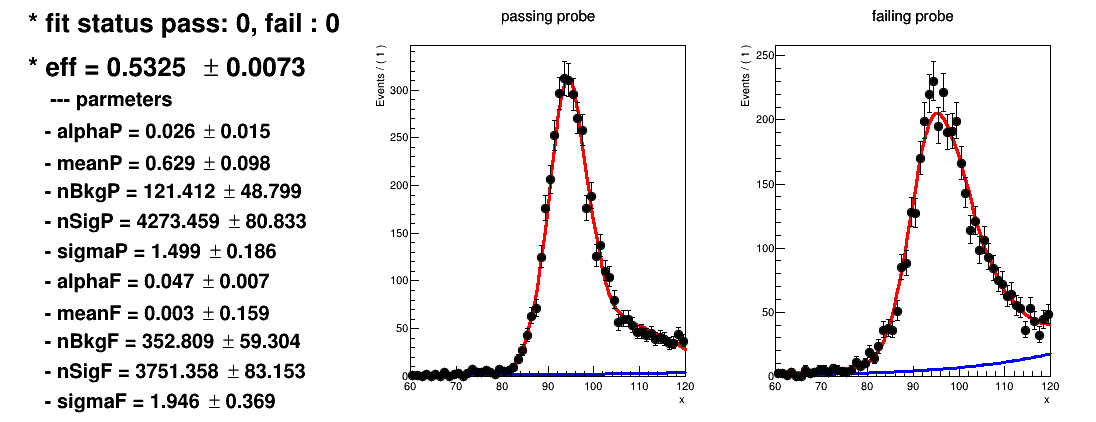 * fit status pass: 0, fail : 0
* eff = 0.5325 ± 0.0073
--- parmeters
- alphaP = 0.026 ± 0.015
- meanP = 0.629 ± 0.098
- nBkgP = 121.412 ± 48.799
- nSigP = 4273.459 ± 80.833
- sigmaP = 1.499 ± 0.186
- alphaF = 0.047 ± 0.007
- meanF = 0.003 ± 0.159
- nBkgF = 352.809 ± 59.304
- nSigF = 3751.358 ± 83.153
- sigmaF = 1.946 ± 0.369
passing probe
Events / ( 1 )
300
250
200
150
100
50
0
60 70 80 90 100 110 120
x
failing probe
Events / ( 1 )
250
200
150
100
50
0
60 70 80 90 100 110 120
x